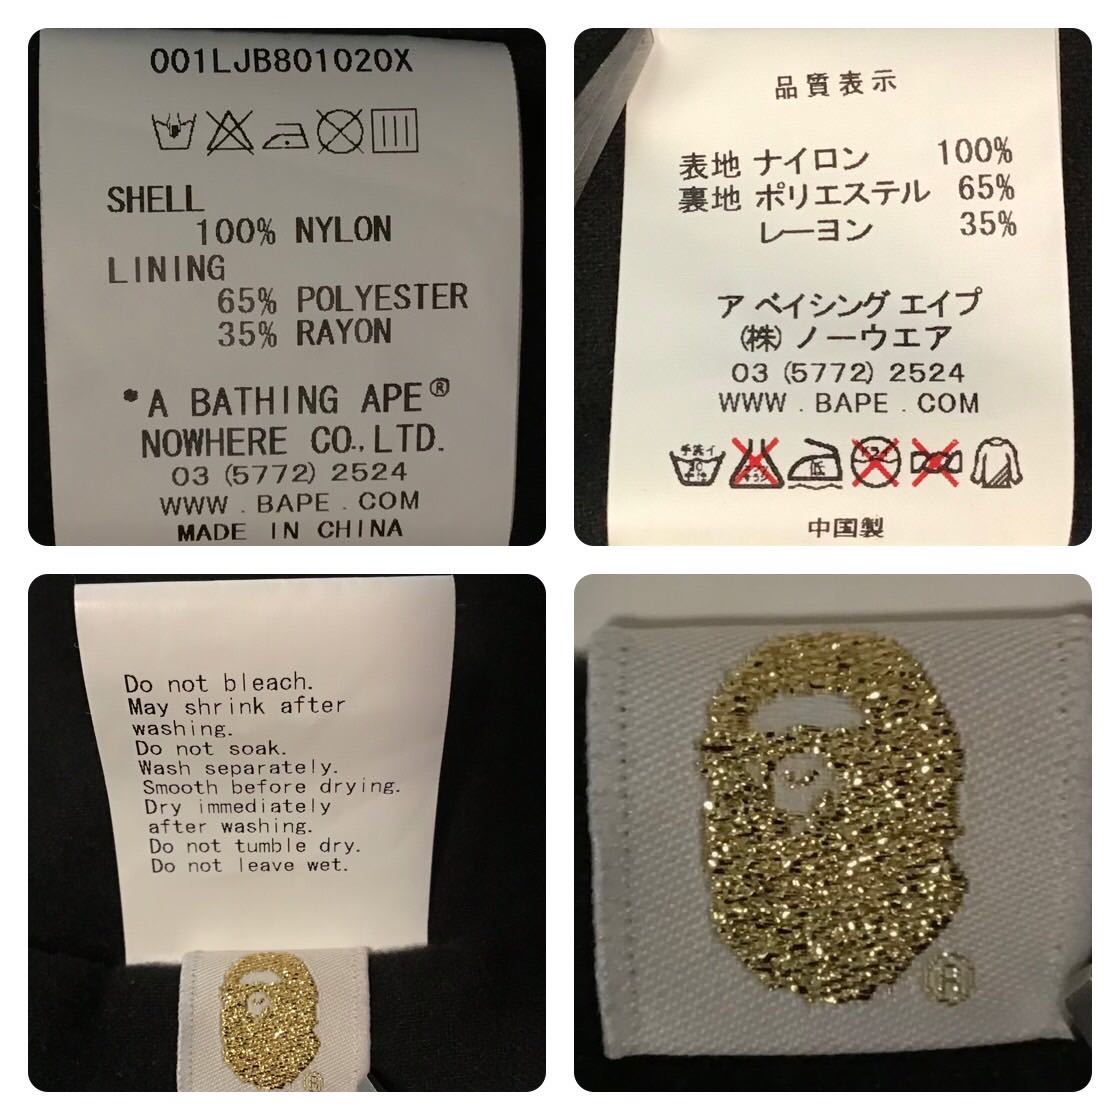 001LJB801020X
SHELL
100% NYLON
LINING
65% POLYESTER
35% RAYON
*A BATHING APE®
NOWHERE CO., LTD.
03 (5772) 2524
WWW . BAPE . COM
MADE IN CHINA
品質表示
表地 ナイロン 100%
裏地 ポリエステル 65%
レーヨン 35%
ア ベイシング エイプ
(株) ノーウエア
03 (5772) 2524
WWW . BAPE . COM
手洗イ
低
中国製
Do not bleach.
May shrink after
washing.
Do not soak.
Wash separately.
Smooth before drying.
Dry immediately
after washing.
Do not tumble dry.
Do not leave wet.
®
®